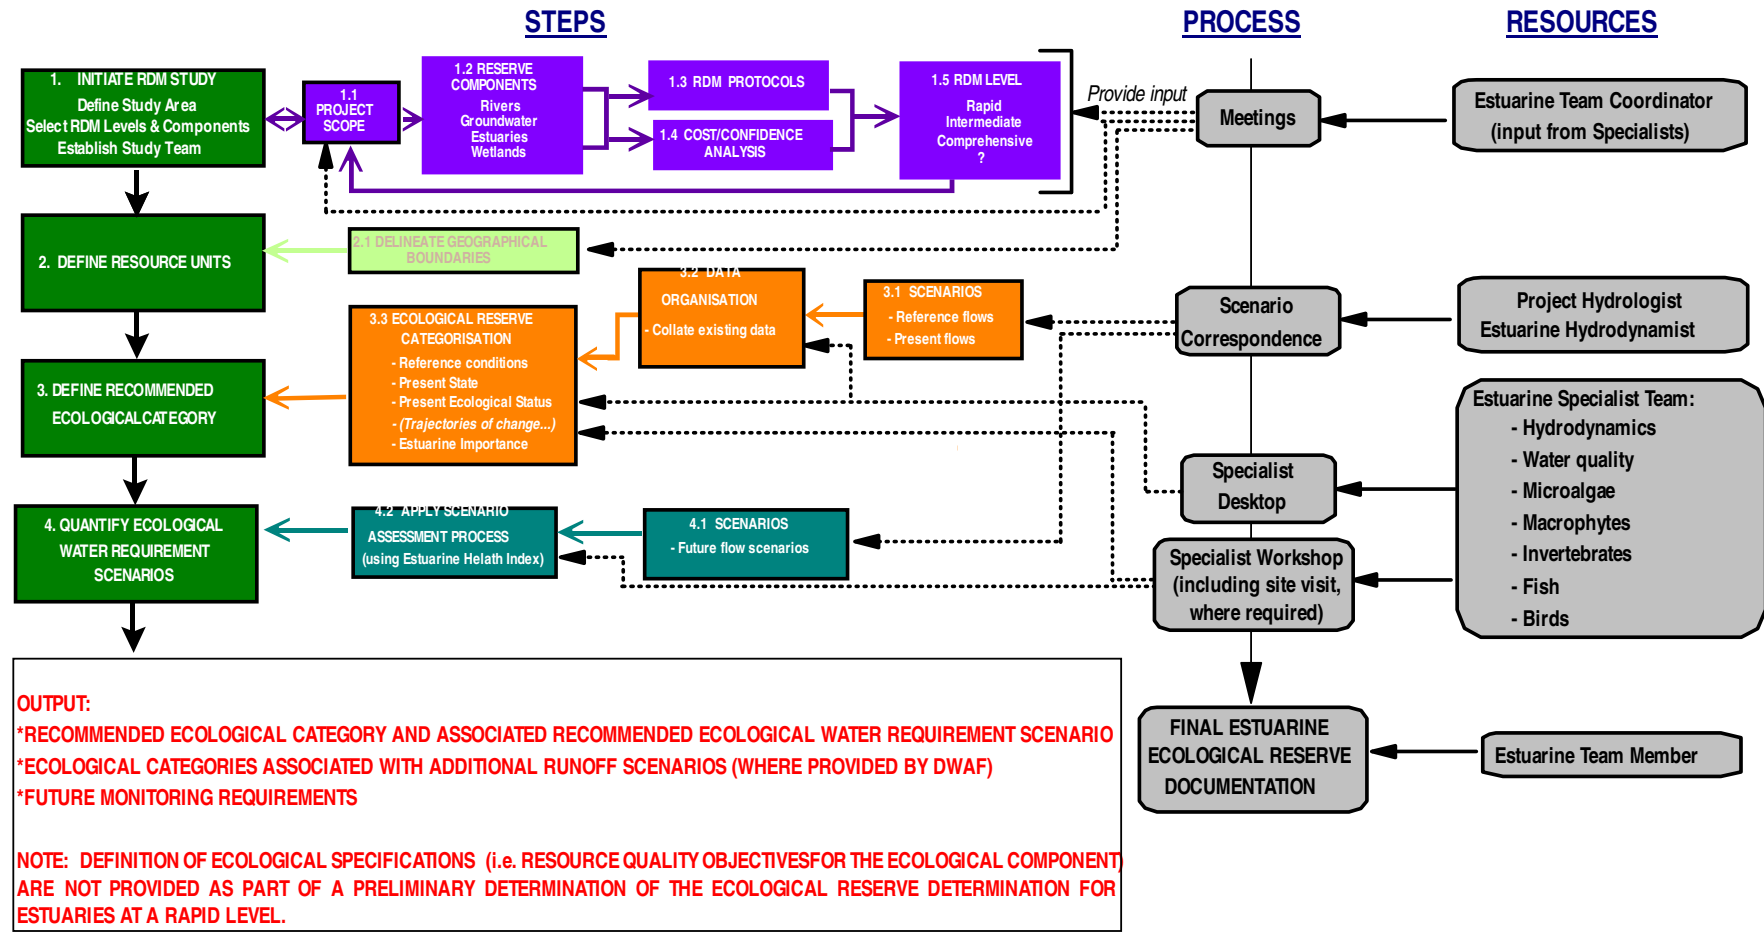 STEPS
PROCESS
RESOURCES
1. INITIATE RDM STUDY
Define Study Area
Select RDM Levels & Components
Establish Study Team
1.1
PROJECT
SCOPE
1.2 RESERVE
COMPONENTS
Rivers
Groundwater
Estuaries
Wetlands
1.3 RDM PROTOCOLS
1.4 COST/CONFIDENCE
ANALYSIS
1.5 RDM LEVEL
Rapid
Intermediate
Comprehensive
?
Provide input
Meetings
Estuarine Team Coordinator
(input from Specialists)
2. DEFINE RESOURCE UNITS
2.1 DELINEATE GEOGRAPHICAL
BOUNDARIES
3.2 DATA
ORGANISATION
- Collate existing data
3.1 SCENARIOS
- Reference flows
- Present flows
Scenario
Correspondence
Project Hydrologist
Estuarine Hydrodynamist
3. DEFINE RECOMMENDED
ECOLOGICALCATEGORY
3.3 ECOLOGICAL RESERVE
CATEGORISATION
- Reference conditions
- Present State
- Present Ecological Status
- (Trajectories of change...)
- Estuarine Importance
Specialist
Desktop
Estuarine Specialist Team:
- Hydrodynamics
- Water quality
- Microalgae
- Macrophytes
- Invertebrates
- Fish
- Birds
4. QUANTIFY ECOLOGICAL
WATER REQUIREMENT
SCENARIOS
4.2 APPLY SCENARIO
ASSESSMENT PROCESS
(using Estuarine Helath Index)
4.1 SCENARIOS
- Future flow scenarios
Specialist Workshop
(including site visit,
where required)
OUTPUT:
*RECOMMENDED ECOLOGICAL CATEGORY AND ASSOCIATED RECOMMENDED ECOLOGICAL WATER REQUIREMENT SCENARIO
*ECOLOGICAL CATEGORIES ASSOCIATED WITH ADDITIONAL RUNOFF SCENARIOS (WHERE PROVIDED BY DWAF)
*FUTURE MONITORING REQUIREMENTS
NOTE: DEFINITION OF ECOLOGICAL SPECIFICATIONS (i.e. RESOURCE QUALITY OBJECTIVESFOR THE ECOLOGICAL COMPONENT)
ARE NOT PROVIDED AS PART OF A PRELIMINARY DETERMINATION OF THE ECOLOGICAL RESERVE DETERMINATION FOR
ESTUARIES AT A RAPID LEVEL.
FINAL ESTUARINE
ECOLOGICAL RESERVE
DOCUMENTATION
Estuarine Team Member